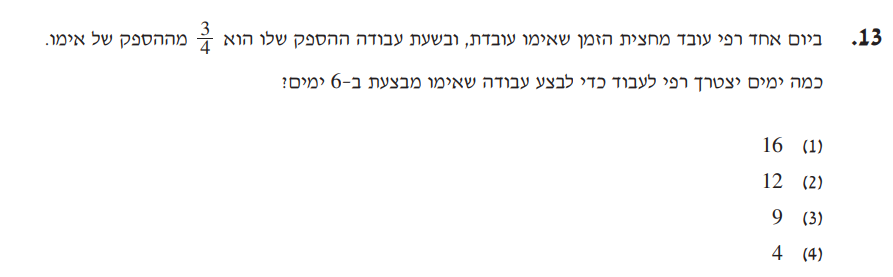 13. ביום אחד רפי עובד מחצית הזמן שאימו עובדת, ובשעת עבודה ההספק שלו הוא 3/4 מההספק של אימו.
כמה ימים יצטרך רפי לעבוד כדי לבצע עבודה שאימו מבצעת ב-6 ימים?
(1) 16
(2) 12
(3) 9
(4) 4